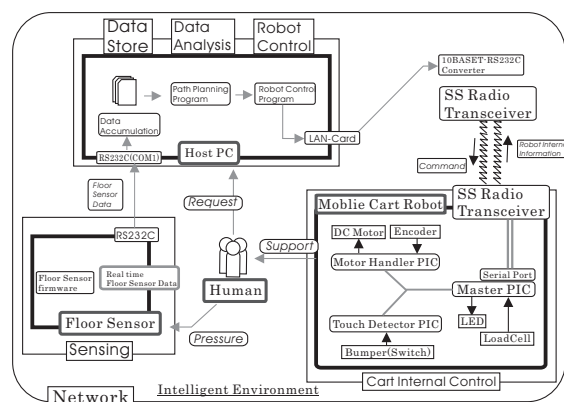 Data Store
Data Analysis
Robot Control
Path Planning Program
Robot Control Program
Data Accumulation
RS232C(COM1)
Host PC
LAN-Card
10BASET-RS232C Converter
SS Radio Transceiver
Command
Robot Internal Information
Floor Sensor Data
Request
Support
Human
Pressure
RS232C
Floor Sensor firmware
Real time Floor Sensor Data
Floor Sensor
Sensing
Moblie Cart Robot
SS Radio Transceiver
DC Motor
Encoder
Motor Handler PIC
Serial Port
Master PIC
Touch Detector PIC
LED
LoadCell
Bumper(Switch)
Cart Internal Control
Network
Intelligent Environment